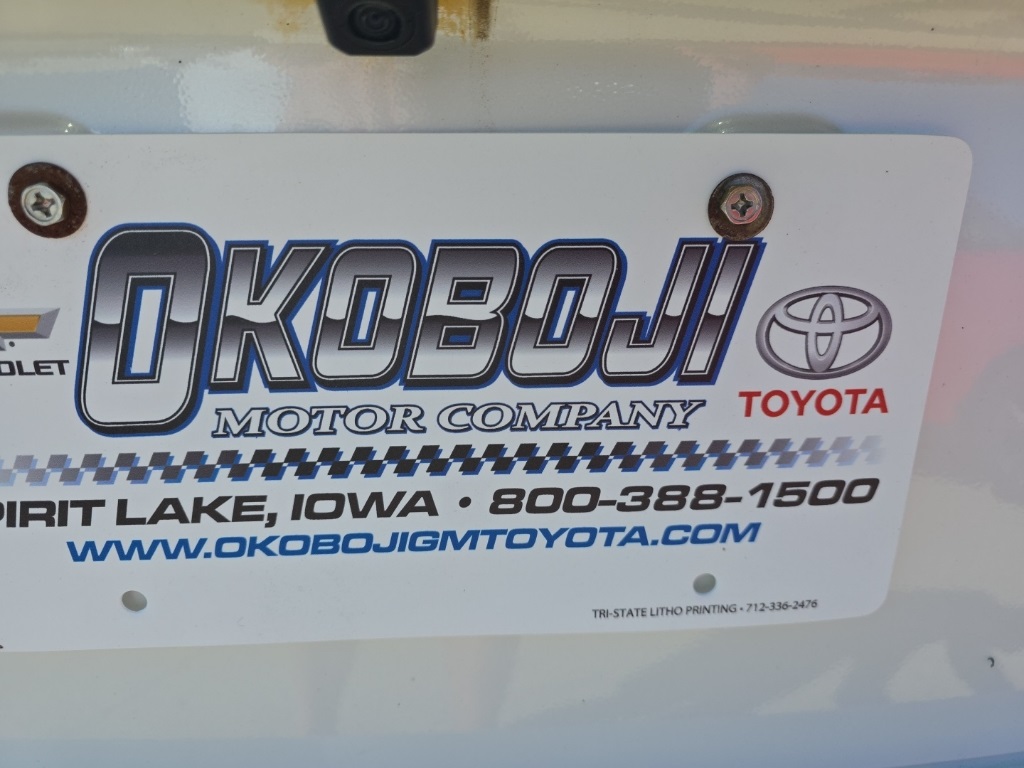 OKOBOJI
OLET
TOYOTA
MOTOR COMPANY
PIRIT LAKE, IOWA • 800-388-1500
WWW.OKOBOJIGMTOYOTA.COM
TRI-STATE LITHO PRINTING • 712-336-2476